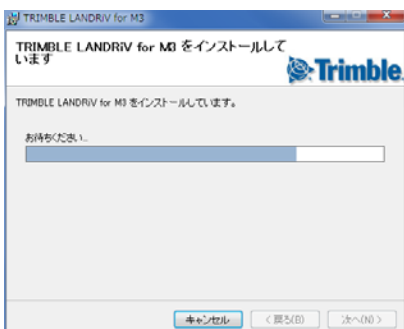 TRIMBLE LANDRiV for M3
TRIMBLE LANDRiV for M3 をインストールして
います
Trimble
TRIMBLE LANDRiV for M3 をインストールしています。
お待ちください...
キャンセル
< 戻る(B)
次へ(N) >